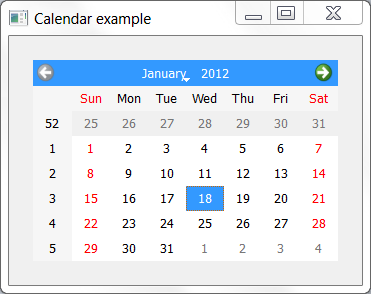 Calendar example
January 2012
Sun Mon Tue Wed Thu Fri Sat
52 25 26 27 28 29 30 31
1 1 2 3 4 5 6 7
2 8 9 10 11 12 13 14
3 15 16 17 18 19 20 21
4 22 23 24 25 26 27 28
5 29 30 31 1 2 3 4